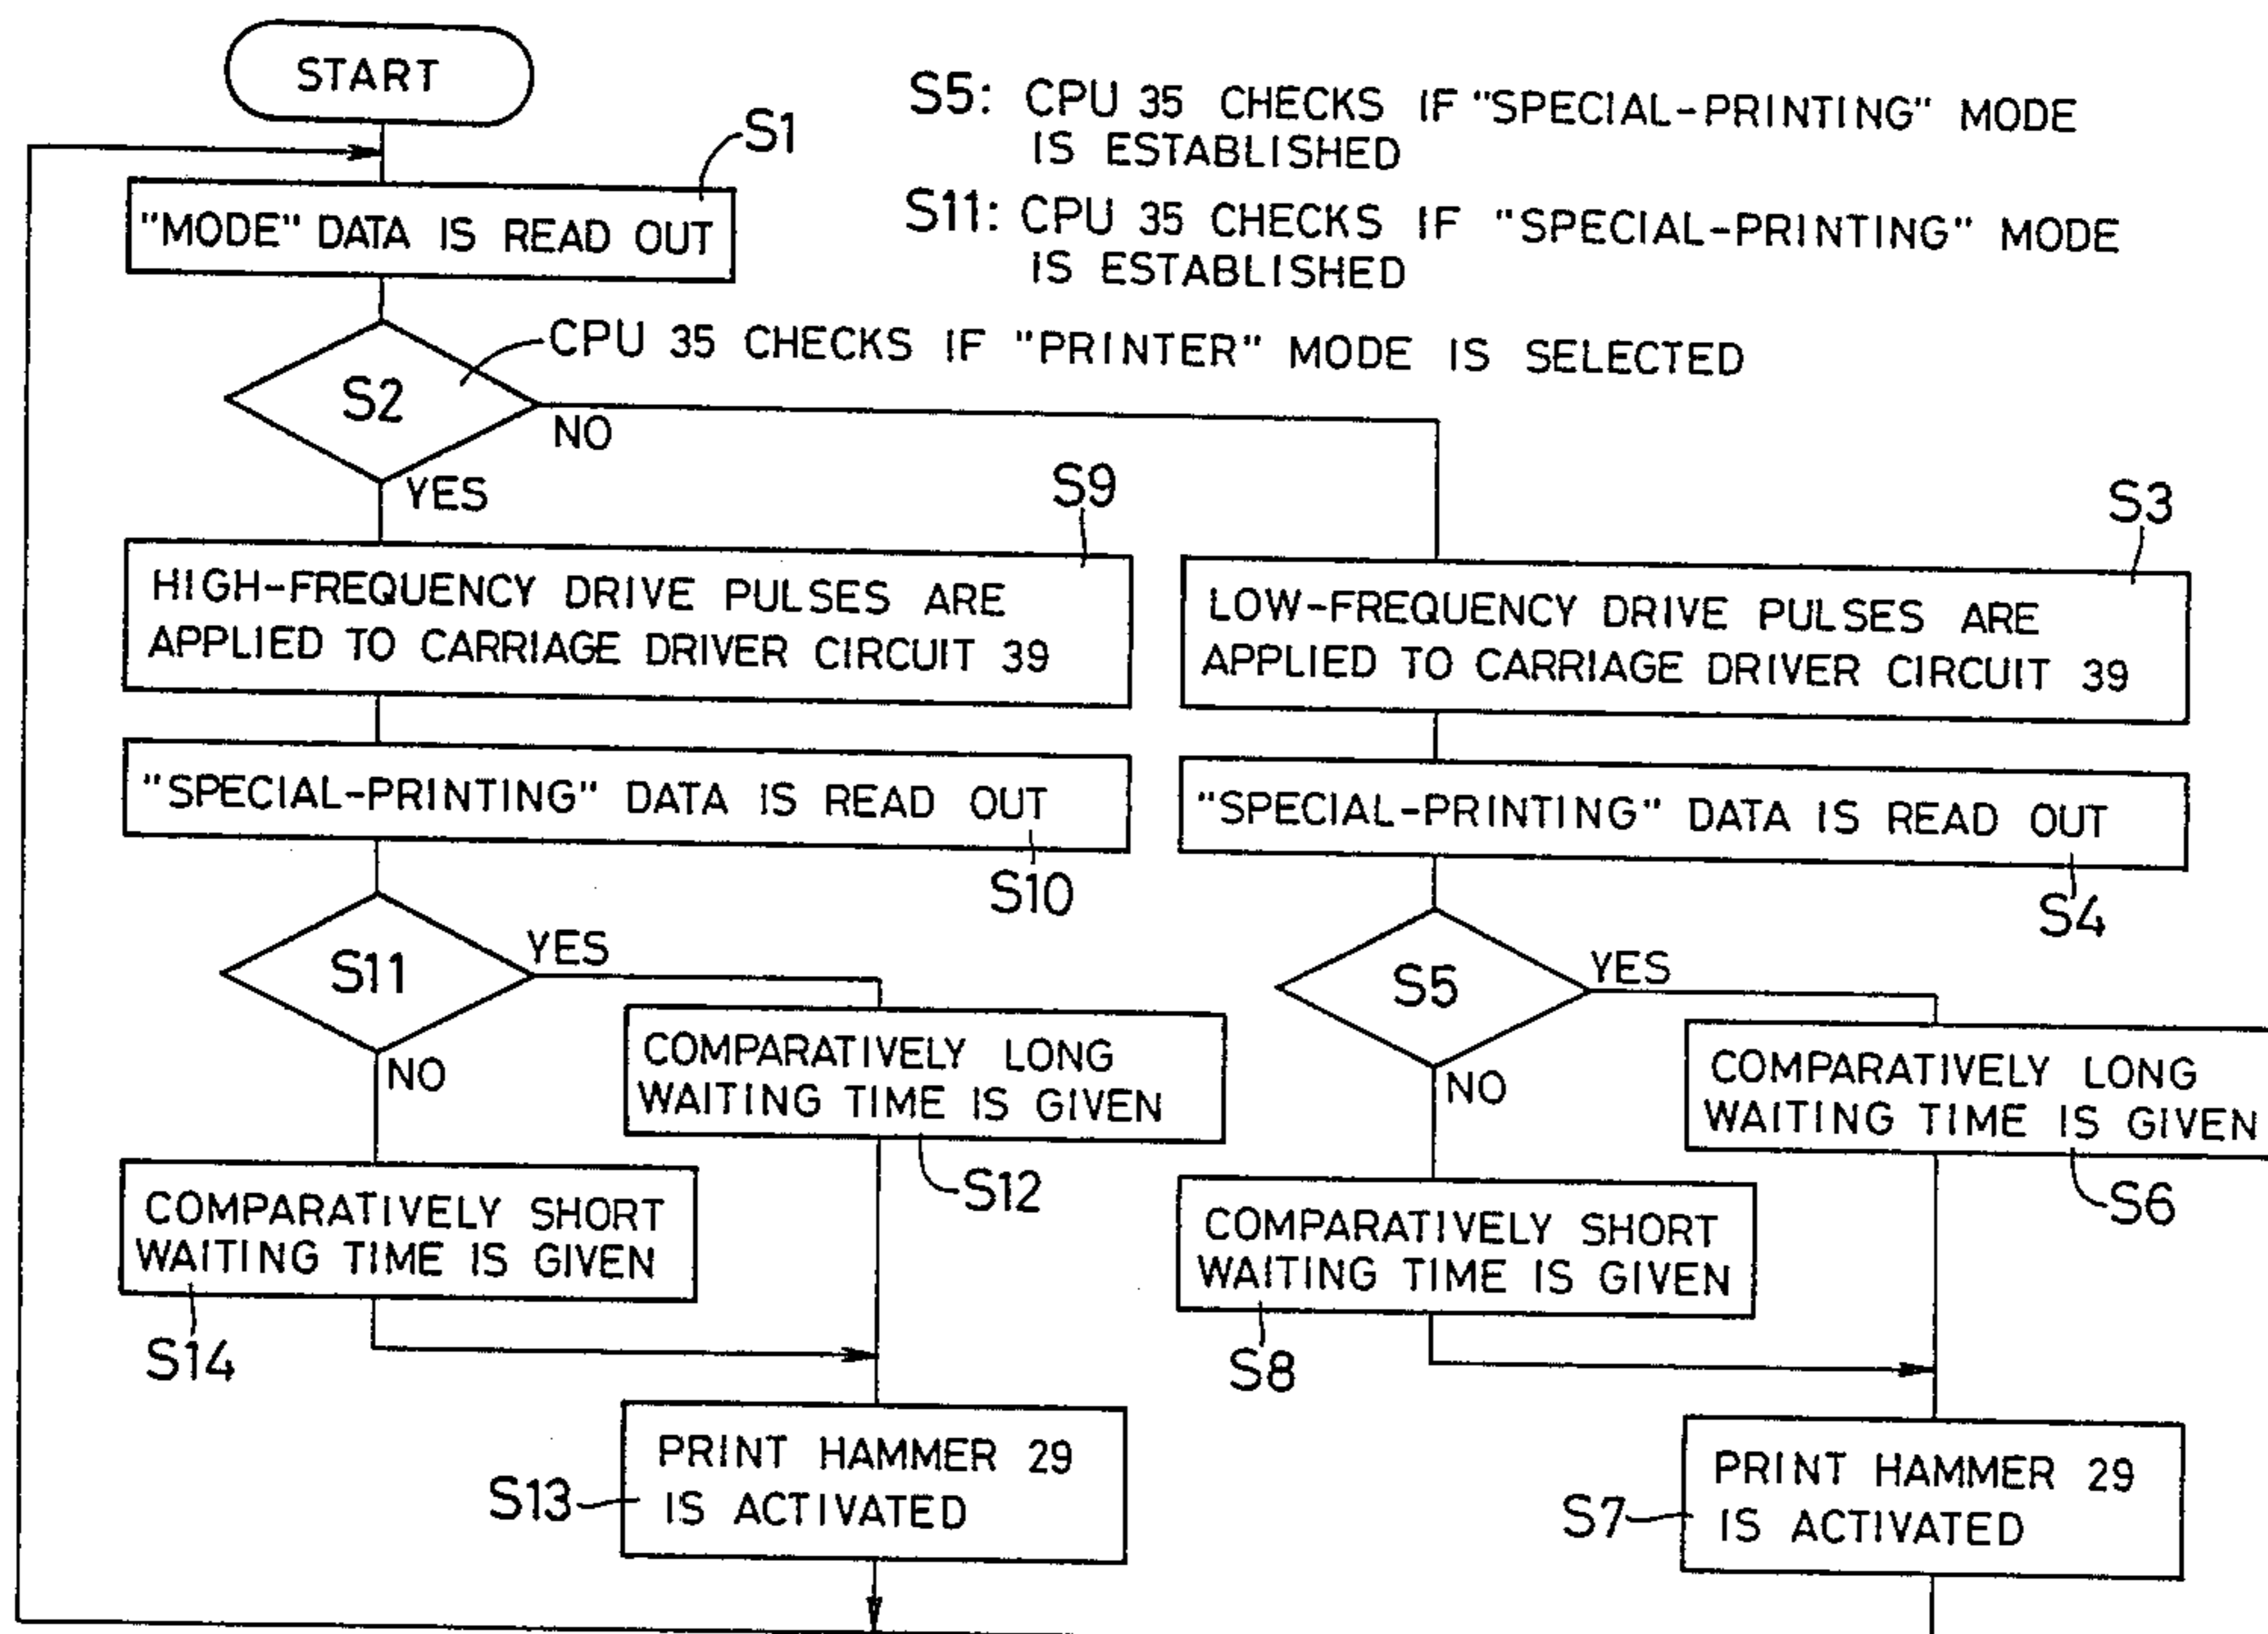 START
S5: CPU 35 CHECKS IF "SPECIAL-PRINTING" MODE
IS ESTABLISHED
S1
"MODE" DATA IS READ OUT
S11: CPU 35 CHECKS IF "SPECIAL-PRINTING" MODE
IS ESTABLISHED
CPU 35 CHECKS IF "PRINTER" MODE IS SELECTED
S2
NO
YES
S9
S3
HIGH-FREQUENCY DRIVE PULSES ARE
APPLIED TO CARRIAGE DRIVER CIRCUIT 39
LOW-FREQUENCY DRIVE PULSES ARE
APPLIED TO CARRIAGE DRIVER CIRCUIT 39
"SPECIAL-PRINTING" DATA IS READ OUT
S10
"SPECIAL-PRINTING" DATA IS READ OUT
S4
S11
YES
NO
S5
YES
NO
COMPARATIVELY LONG
WAITING TIME IS GIVEN
S12
COMPARATIVELY LONG
WAITING TIME IS GIVEN
S6
COMPARATIVELY SHORT
WAITING TIME IS GIVEN
S14
COMPARATIVELY SHORT
WAITING TIME IS GIVEN
S8
PRINT HAMMER 29
IS ACTIVATED
S13
PRINT HAMMER 29
IS ACTIVATED
S7